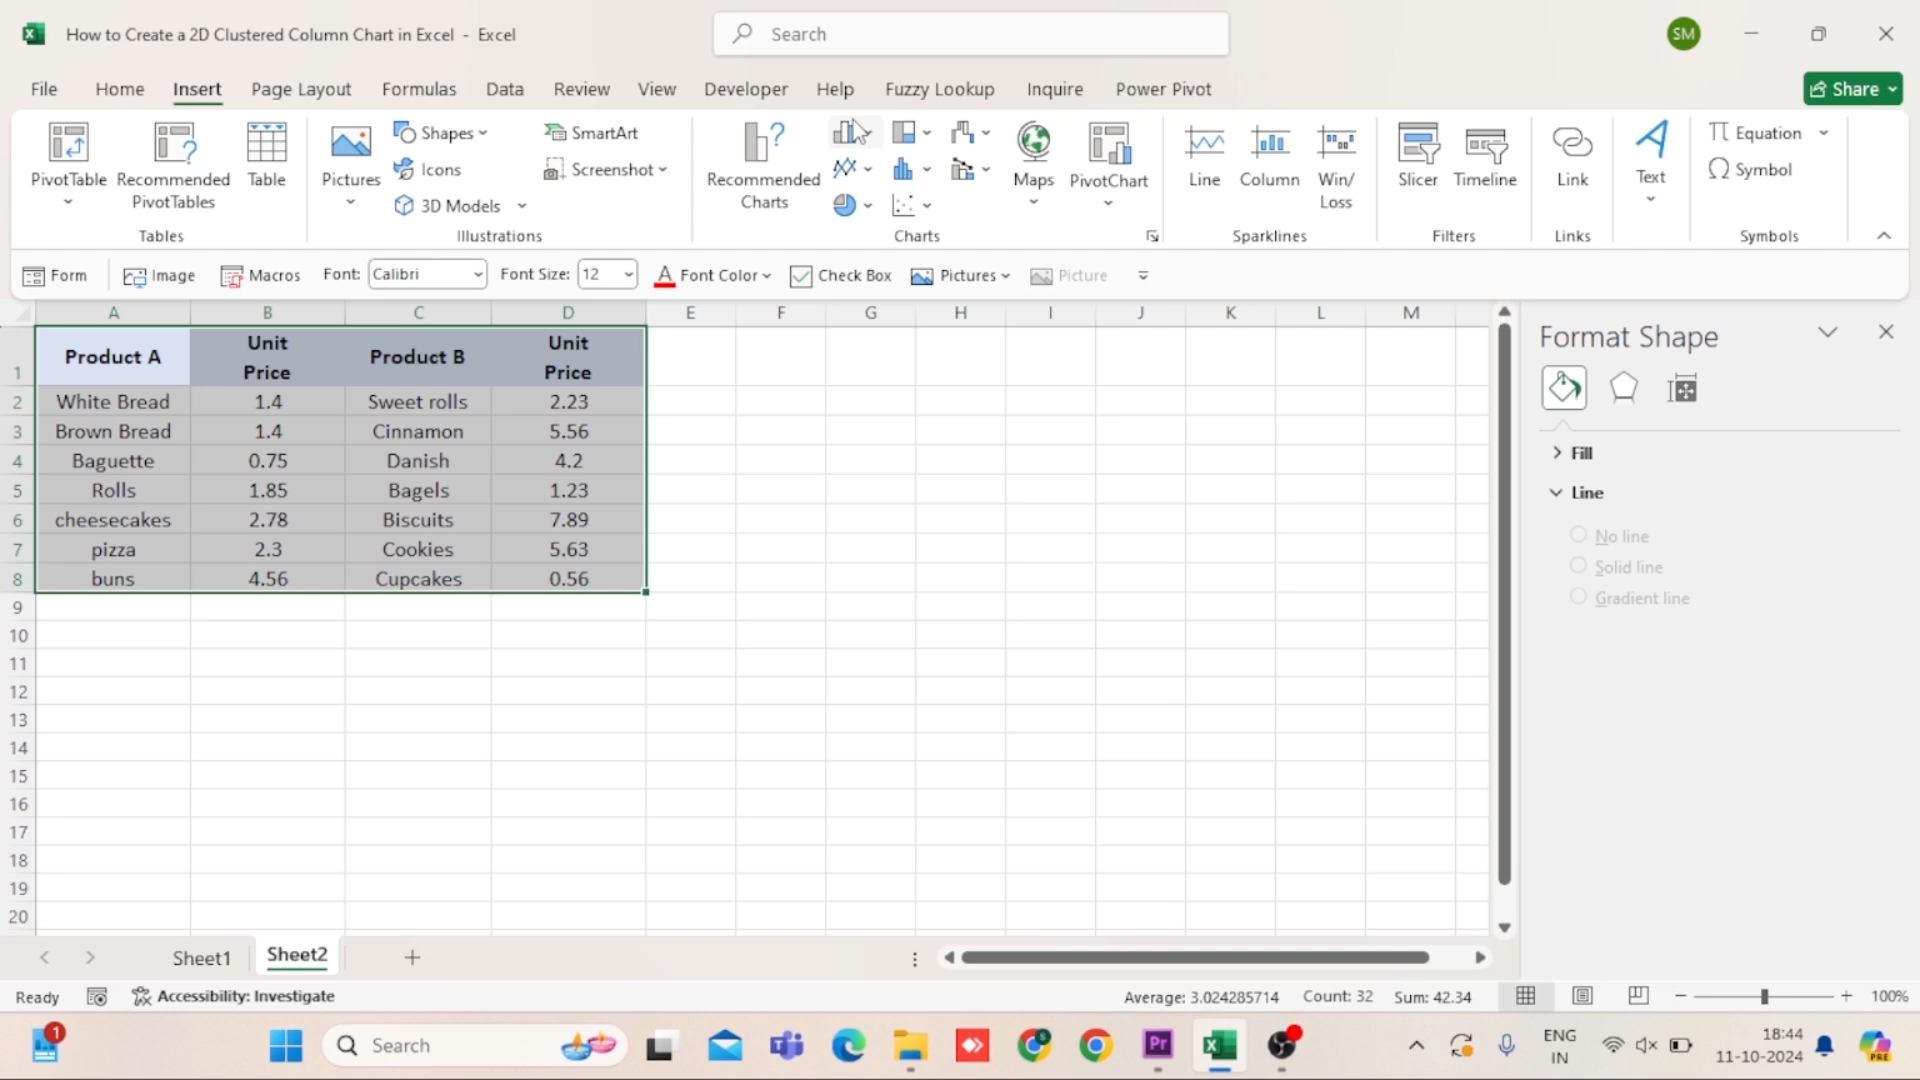 How to Create a 2D Clustered Column Chart in Excel - Excel
Search
SM
File Home Insert Page Layout Formulas Data Review View Developer Help Fuzzy Lookup Inquire Power Pivot
Share
PivotTable
Recommended
PivotTables
Table
Tables
Pictures
Shapes
Icons
3D Models
SmartArt
Screenshot
Illustrations
Recommended
Charts
Maps
PivotChart
Charts
Line
Column
Win/
Loss
Sparklines
Slicer
Timeline
Filters
Link
Links
Text
Equation
Symbol
Symbols
Form Image Macros Font: Calibri Font Size: 12 Font Color Check Box Pictures Picture
A B C D E F G H I J K L M
1 Product A Unit Price Product B Unit Price
2 White Bread 1.4 Sweet rolls 2.23
3 Brown Bread 1.4 Cinnamon 5.56
4 Baguette 0.75 Danish 4.2
5 Rolls 1.85 Bagels 1.23
6 cheesecakes 2.78 Biscuits 7.89
7 pizza 2.3 Cookies 5.63
8 buns 4.56 Cupcakes 0.56
9
10
11
12
13
14
15
16
17
18
19
20
Format Shape
Fill
Line
No line
Solid line
Gradient line
Sheet1 Sheet2
Ready Accessibility: Investigate Average: 3.024285714 Count: 32 Sum: 42.34 100%
1
Search
Pr
PRE
ENG
IN
18:44
11-10-2024